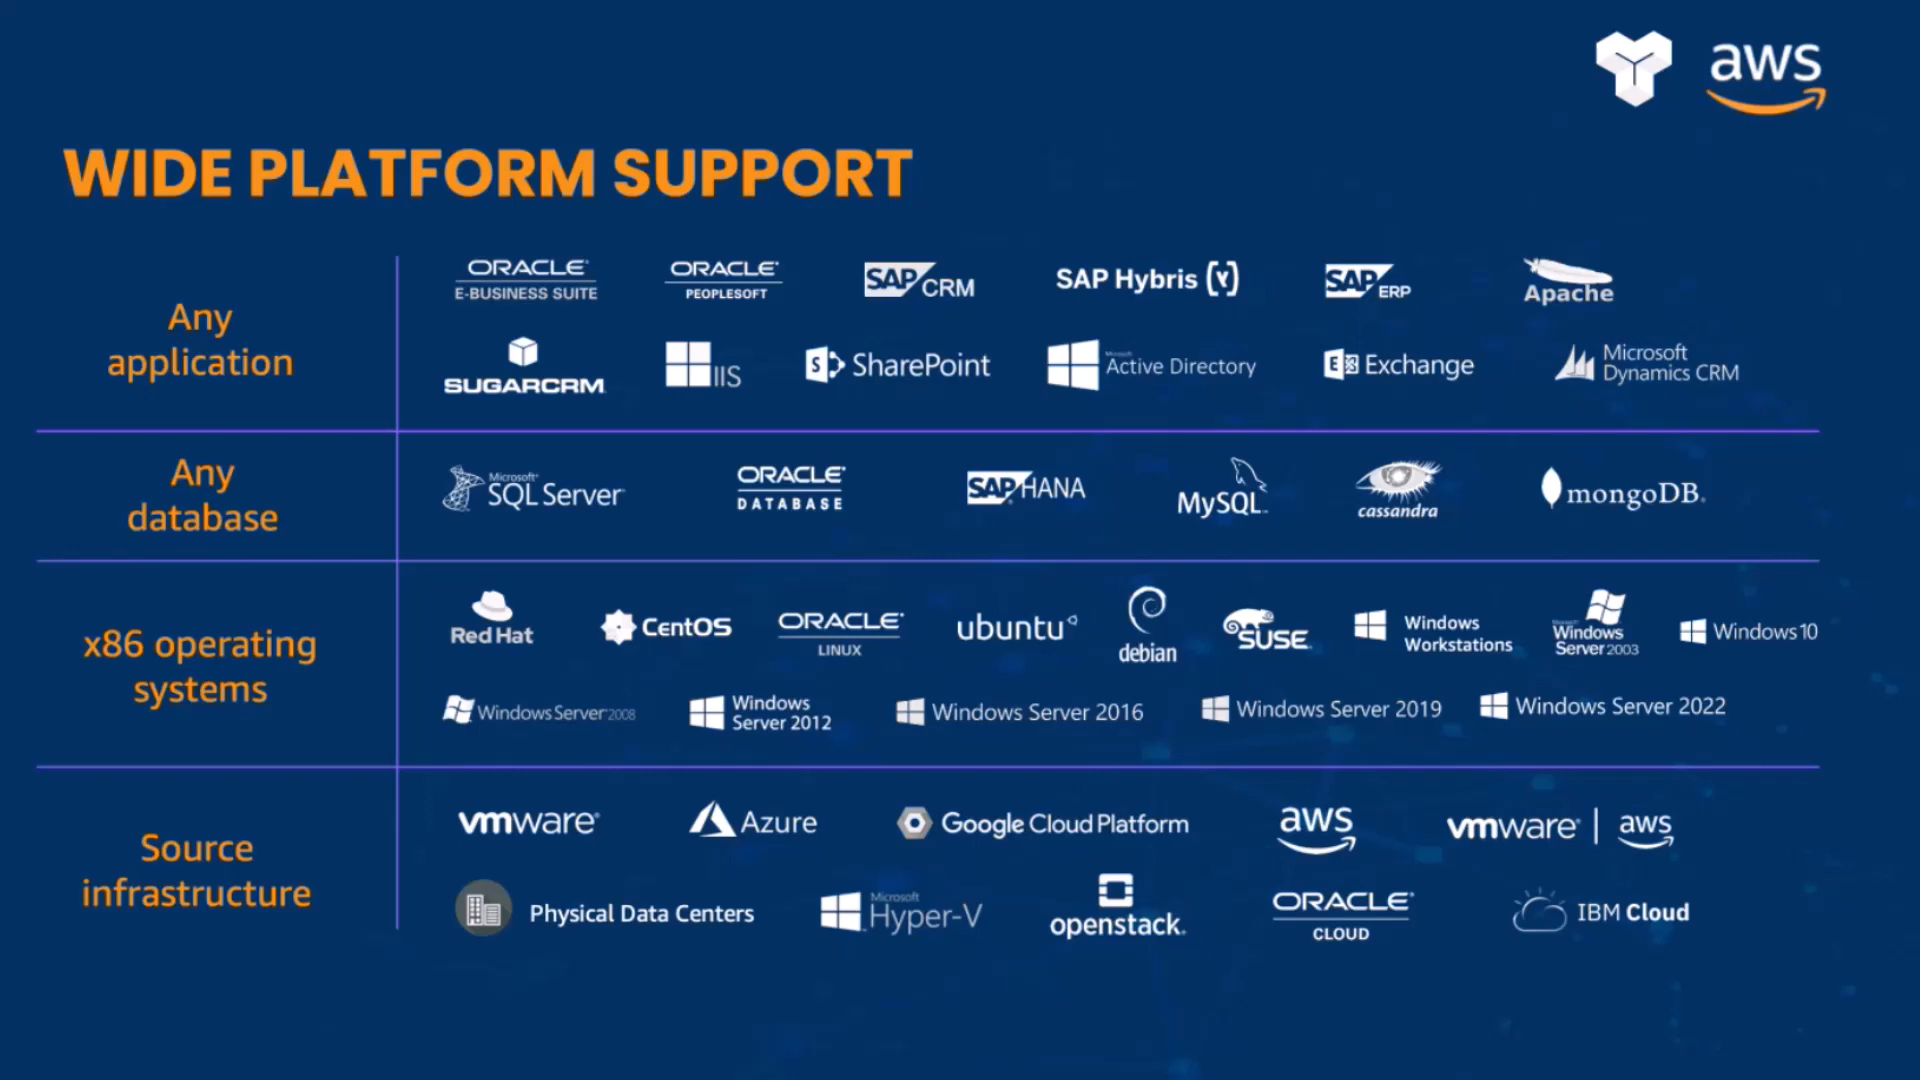 aws
WIDE PLATFORM SUPPORT
Any
application
ORACLE
E-BUSINESS SUITE
ORACLE
PEOPLESOFT
SAP CRM
SAP Hybris (Y)
SAP ERP
Apache
SUGARCRM
IIS
S SharePoint
Microsoft
Active Directory
E Exchange
Microsoft
Dynamics CRM
Any
database
Microsoft
SQL Server
ORACLE
DATABASE
SAP HANA
MySQL
cassandra
mongoDB
x86 operating
systems
Red Hat
CentOS
ORACLE
LINUX
ubuntu
debian
SUSE
Windows
Workstations
Microsoft
Windows
Server 2003
Windows 10
Windows Server 2008
Windows
Server 2012
Windows Server 2016
Windows Server 2019
Windows Server 2022
Source
infrastructure
vmware
Azure
Google Cloud Platform
aws
vmware | aws
Physical Data Centers
Microsoft
Hyper-V
openstack
ORACLE
CLOUD
IBM Cloud